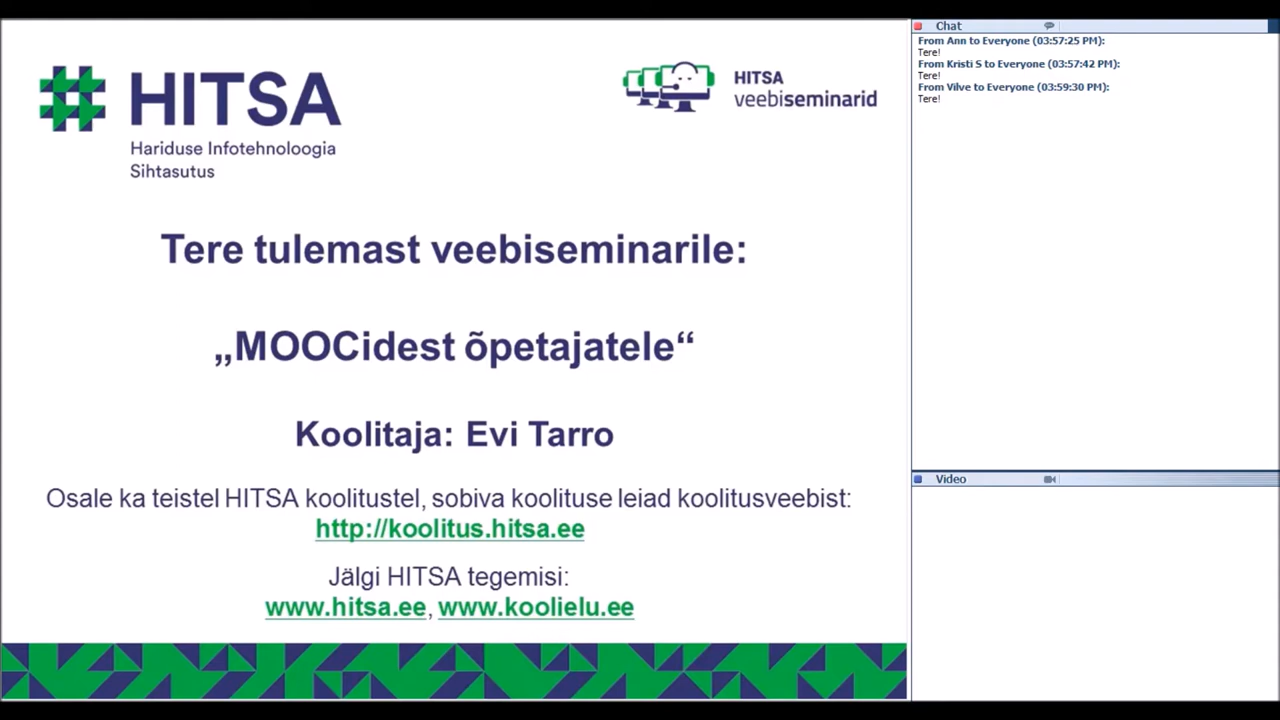 HITSA
Hariduse Infotehnoloogia
Sihtasutus
HITSA
veebiseminarid
Tere tulemast veebiseminarile:
„MOOCidest õpetajatele“
Koolitaja: Evi Tarro
Osale ka teistel HITSA koolitustel, sobiva koolituse leiad koolitusveebist:
http://koolitus.hitsa.ee
Jälgi HITSA tegemisi:
www.hitsa.ee, www.koolielu.ee
Chat
From Ann to Everyone (03:57:25 PM):
Tere!
From Kristi S to Everyone (03:57:42 PM):
Tere!
From Vilve to Everyone (03:59:30 PM):
Tere!
Video